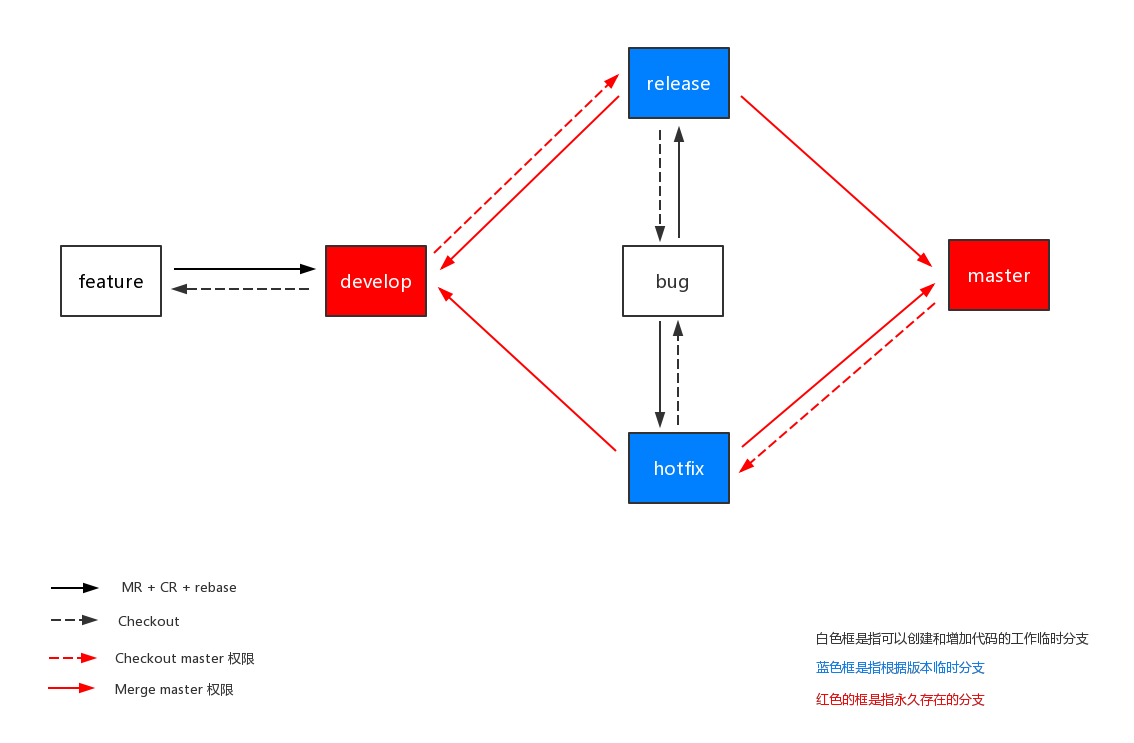 release
feature
develop
bug
master
hotfix
MR + CR + rebase
Checkout
Checkout master 权限
Merge master 权限
白色框是指可以创建和增加代码的工作临时分支
蓝色框是指根据版本临时分支
红色的框是指永久存在的分支